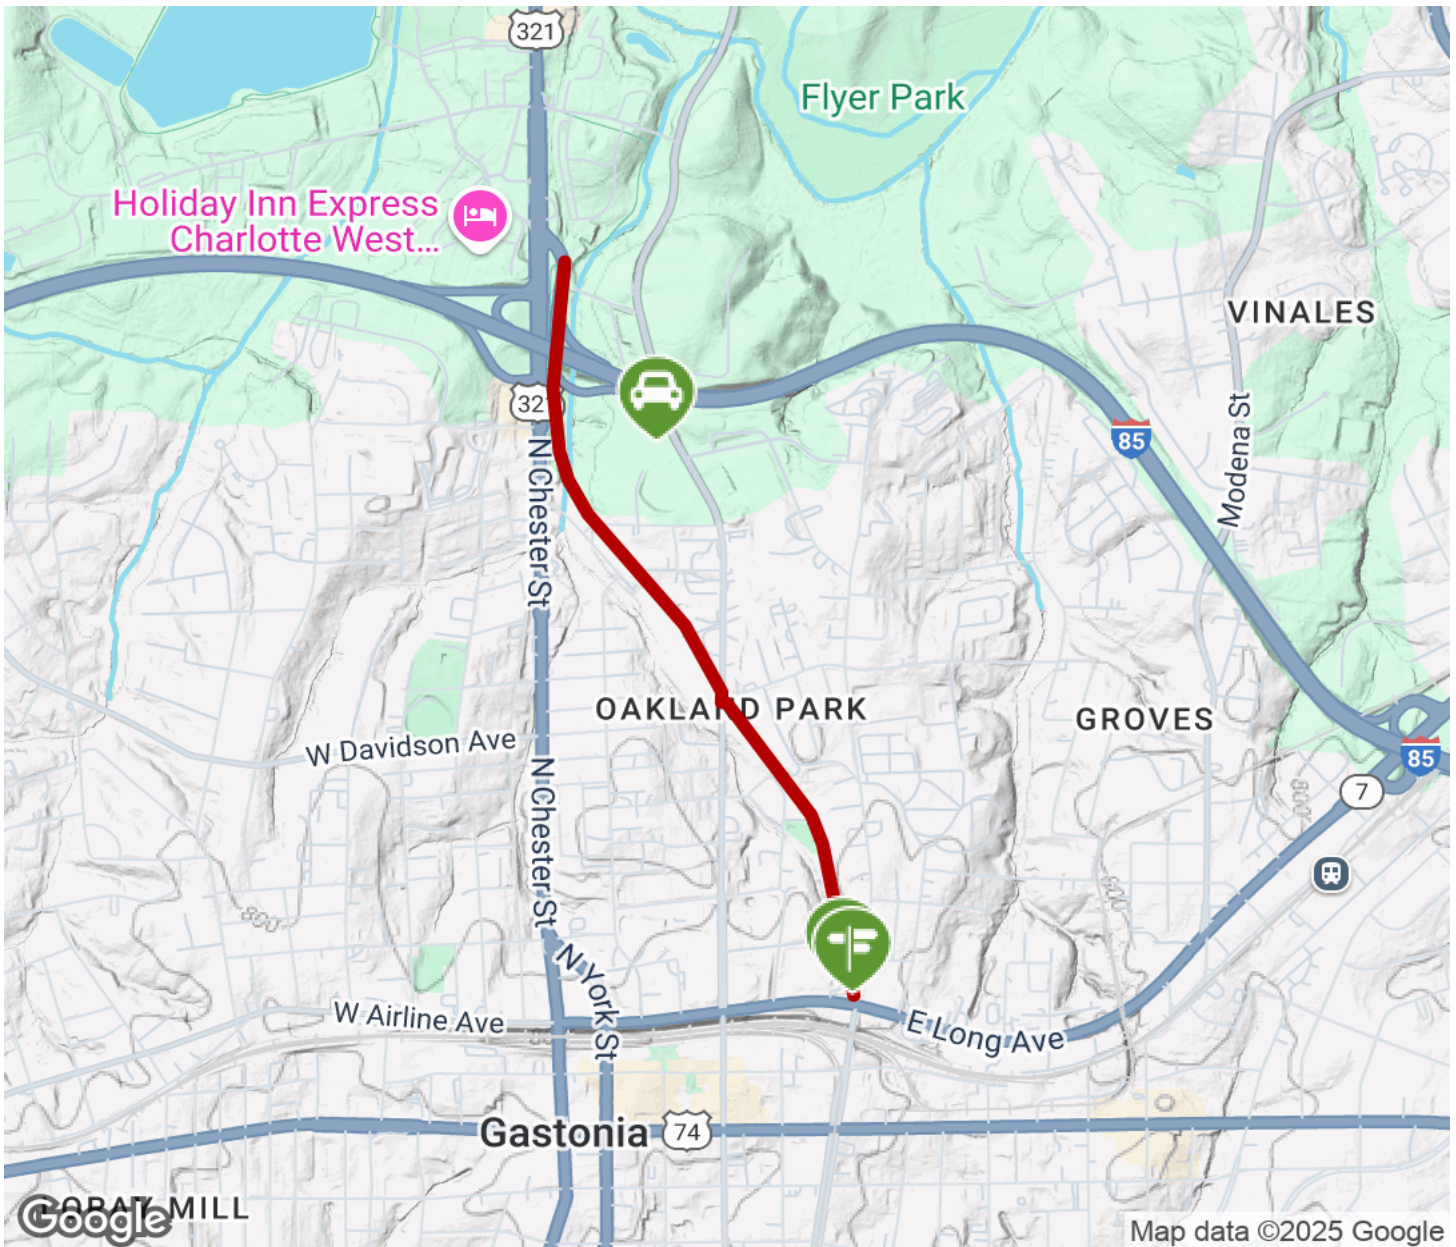 321
Flyer Park
Holiday Inn Express
Charlotte West...
VINALES
N Chester St
85
Modena St
OAKLAND PARK
GROVES
W Davidson Ave
85
7
N Chester St
N York St
W Airline Ave
E Long Ave
Gastonia
74
MILL
Google
Map data ©2025 Google